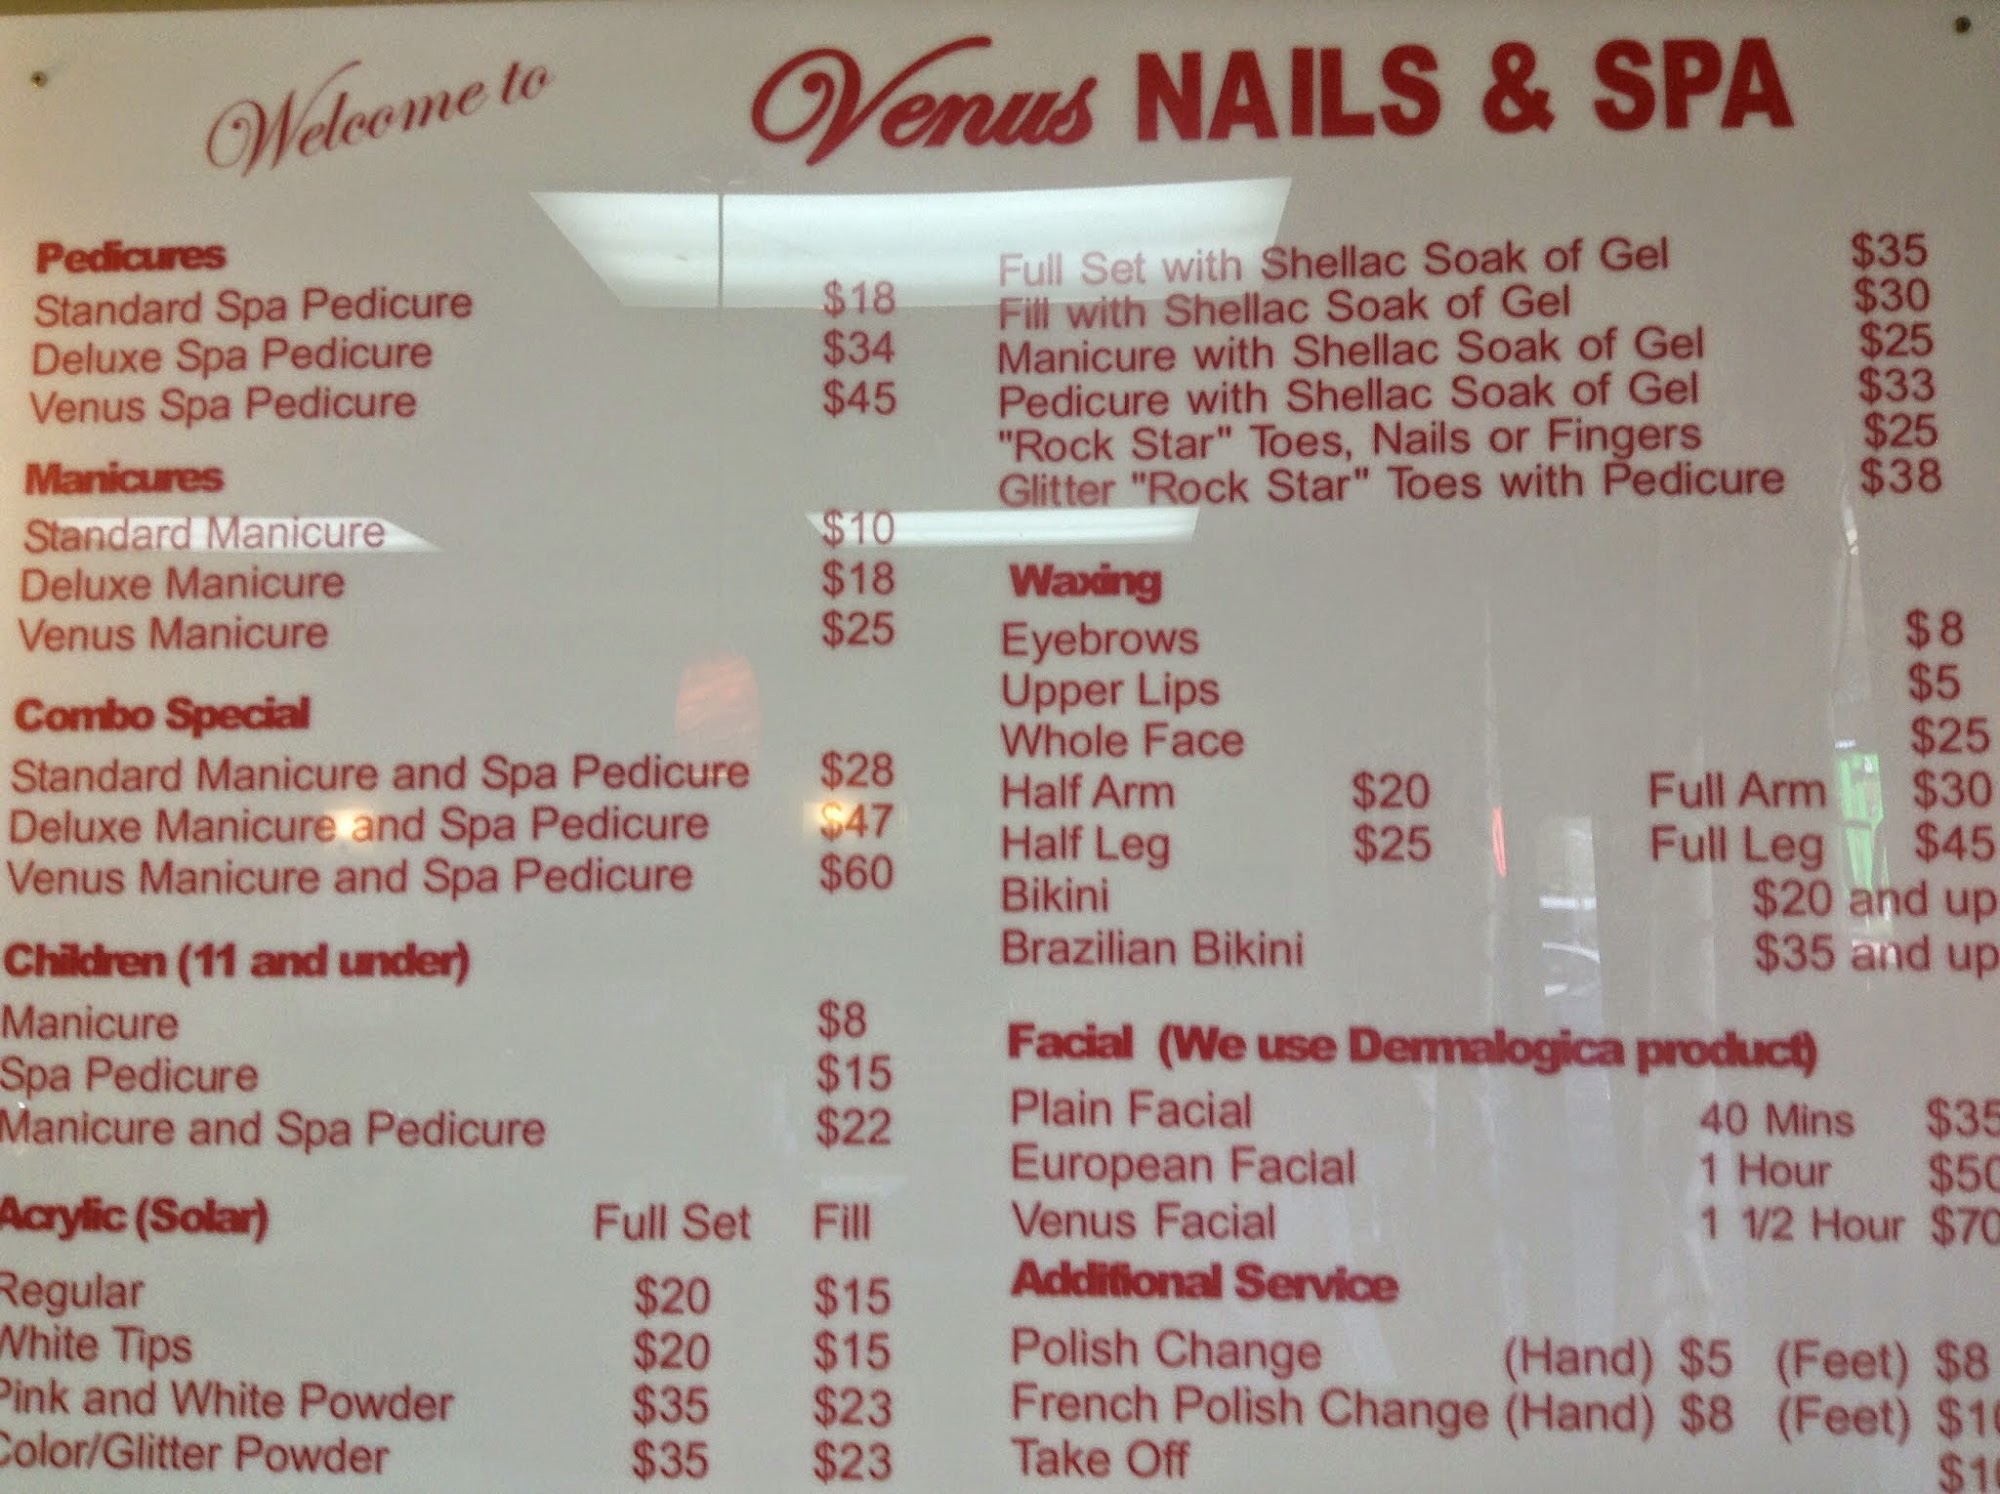 Welcome to Venus NAILS & SPA
Pedicures
Standard Spa Pedicure $18
Deluxe Spa Pedicure $34
Venus Spa Pedicure $45
Manicures
Standard Manicure $10
Deluxe Manicure $18
Venus Manicure $25
Combo Special
Standard Manicure and Spa Pedicure $28
Deluxe Manicure and Spa Pedicure $47
Venus Manicure and Spa Pedicure $60
Children (11 and under)
Manicure $8
Spa Pedicure $15
Manicure and Spa Pedicure $22
Acrylic (Solar) Full Set Fill
Regular $20 $15
White Tips $20 $15
Pink and White Powder $35 $23
Color/Glitter Powder $35 $23
Full Set with Shellac Soak of Gel $35
Fill with Shellac Soak of Gel $30
Manicure with Shellac Soak of Gel $25
Pedicure with Shellac Soak of Gel $33
"Rock Star" Toes, Nails or Fingers $25
Glitter "Rock Star" Toes with Pedicure $38
Waxing
Eyebrows $8
Upper Lips $5
Whole Face $25
Half Arm $20 Full Arm $30
Half Leg $25 Full Leg $45
Bikini $20 and up
Brazilian Bikini $35 and up
Facial (We use Dermalogica product)
Plain Facial 40 Mins $35
European Facial 1 Hour $50
Venus Facial 1 1/2 Hour $70
Additional Service
Polish Change (Hand) $5 (Feet) $8
French Polish Change (Hand) $8 (Feet)
Take Off